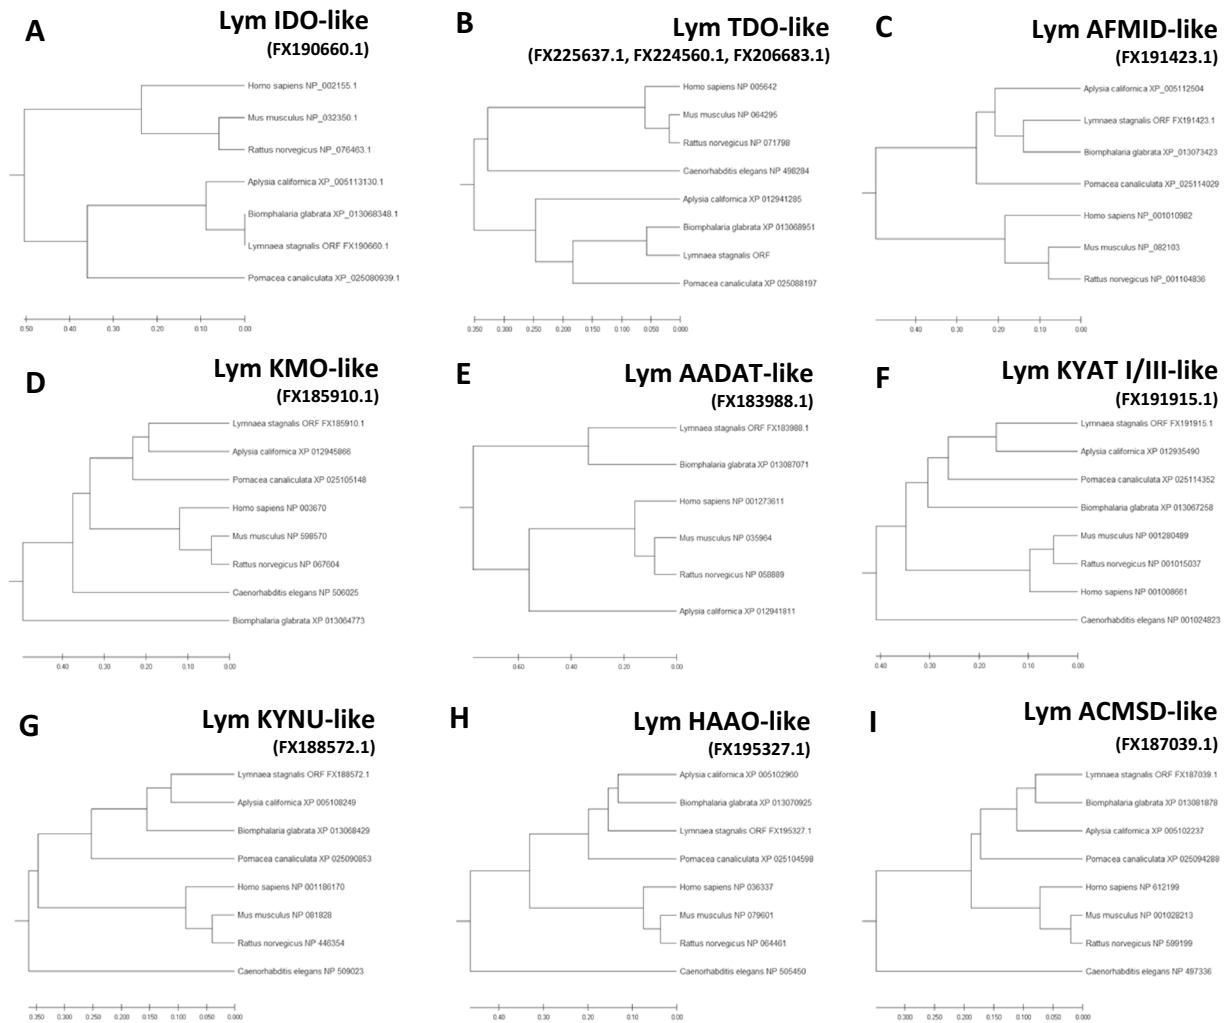 A
Lym IDO-like
(FX190660.1)
Homo sapiens NP_002155.1
Mus musculus NP_032350.1
Rattus norvegicus NP_076463.1
Aplysia californica XP_005113130.1
Biomphalaria glabrata XP_013068348.1
Lymnaea stagnalis ORF FX190660.1
Pomacea canaliculata XP_025080939.1
0.50 0.40 0.30 0.20 0.10 0.00
B
Lym TDO-like
(FX225637.1, FX224560.1, FX206683.1)
Homo sapiens NP 005642
Mus musculus NP 064295
Rattus norvegicus NP 071798
Caenorhabditis elegans NP 498284
Aplysia californica XP 012941285
Biomphalaria glabrata XP 013068951
Lymnaea stagnalis ORF
Pomacea canaliculata XP 025088197
0.350 0.300 0.250 0.200 0.150 0.100 0.050 0.000
C
Lym AFMID-like
(FX191423.1)
Aplysia californica XP_005112504
Lymnaea stagnalis ORF FX191423.1
Biomphalaria glabrata XP_013073423
Pomacea canaliculata XP_025114029
Homo sapiens NP_001010982
Mus musculus NP_082103
Rattus norvegicus NP_001104836
0.40 0.30 0.20 0.10 0.00
D
Lym KMO-like
(FX185910.1)
Lymnaea stagnalis ORF FX185910.1
Aplysia californica XP 012945866
Pomacea canaliculata XP 025105148
Homo sapiens NP 003670
Mus musculus NP 598570
Rattus norvegicus NP 067604
Caenorhabditis elegans NP 506025
Biomphalaria glabrata XP 013064773
0.40 0.30 0.20 0.10 0.00
E
Lym AADAT-like
(FX183988.1)
Lymnaea stagnalis ORF FX183988.1
Biomphalaria glabrata XP 013087071
Homo sapiens NP 001273611
Mus musculus NP 035964
Rattus norvegicus NP 058889
Aplysia californica XP 012941811
0.60 0.40 0.20 0.00
F
Lym KYAT I/III-like
(FX191915.1)
Lymnaea stagnalis ORF FX191915.1
Aplysia californica XP 012935490
Pomacea canaliculata XP 025114352
Biomphalaria glabrata XP 013067258
Mus musculus NP 001280489
Rattus norvegicus NP 001015037
Homo sapiens NP 001008661
Caenorhabditis elegans NP 001024823
0.40 0.30 0.20 0.10 0.00
G
Lym KYNU-like
(FX188572.1)
Lymnaea stagnalis ORF FX188572.1
Aplysia californica XP 005108249
Biomphalaria glabrata XP 013068429
Pomacea canaliculata XP 025090853
Homo sapiens NP 001186170
Mus musculus NP 081828
Rattus norvegicus NP 446354
Caenorhabditis elegans NP 509023
0.350 0.300 0.250 0.200 0.150 0.100 0.050 0.000
H
Lym HAAO-like
(FX195327.1)
Aplysia californica XP 005102960
Biomphalaria glabrata XP 013070925
Lymnaea stagnalis ORF FX195327.1
Pomacea canaliculata XP 025104598
Homo sapiens NP 036337
Mus musculus NP 079601
Rattus norvegicus NP 064461
Caenorhabditis elegans NP 505450
0.40 0.30 0.20 0.10 0.00
I
Lym ACMSD-like
(FX187039.1)
Lymnaea stagnalis ORF FX187039.1
Biomphalaria glabrata XP 013081878
Aplysia californica XP 005102237
Pomacea canaliculata XP 025094288
Homo sapiens NP 612199
Mus musculus NP 001028213
Rattus norvegicus NP 599199
Caenorhabditis elegans NP 497336
0.300 0.250 0.200 0.150 0.100 0.050 0.000